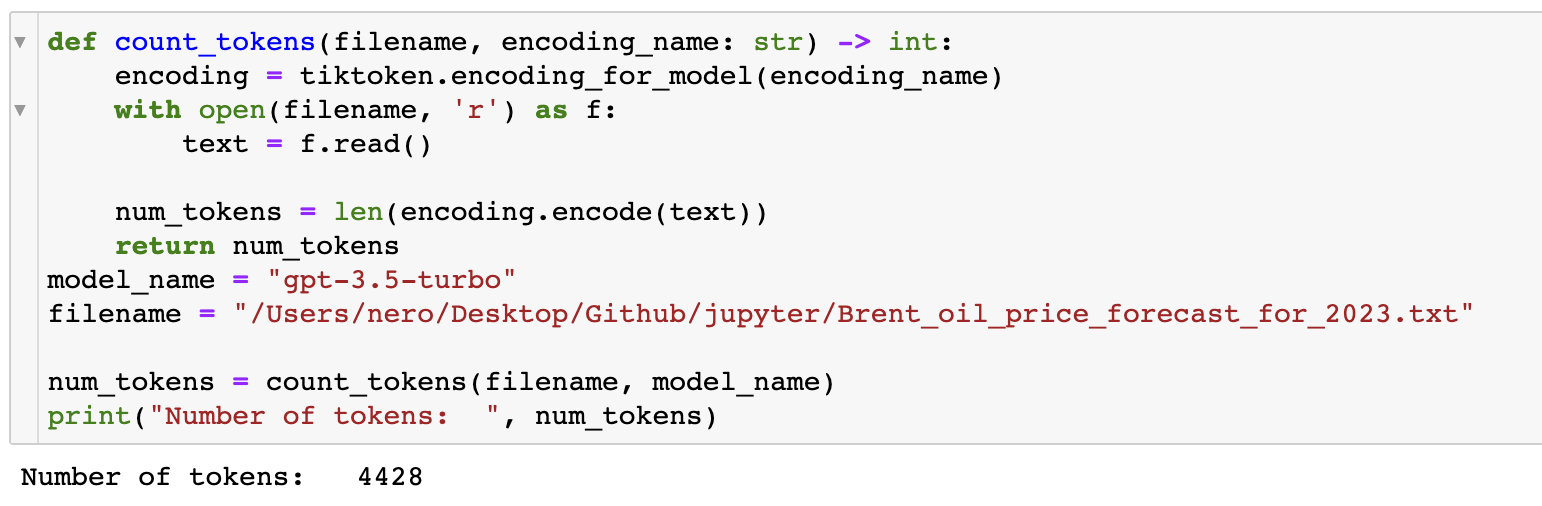 def count_tokens(filename, encoding_name: str) -> int:
    encoding = tiktoken.encoding_for_model(encoding_name)
    with open(filename, 'r') as f:
        text = f.read()

    num_tokens = len(encoding.encode(text))
    return num_tokens
model_name = "gpt-3.5-turbo"
filename = "/Users/nero/Desktop/Github/jupyter/Brent_oil_price_forecast_for_2023.txt"

num_tokens = count_tokens(filename, model_name)
print("Number of tokens:  ", num_tokens)
Number of tokens:   4428